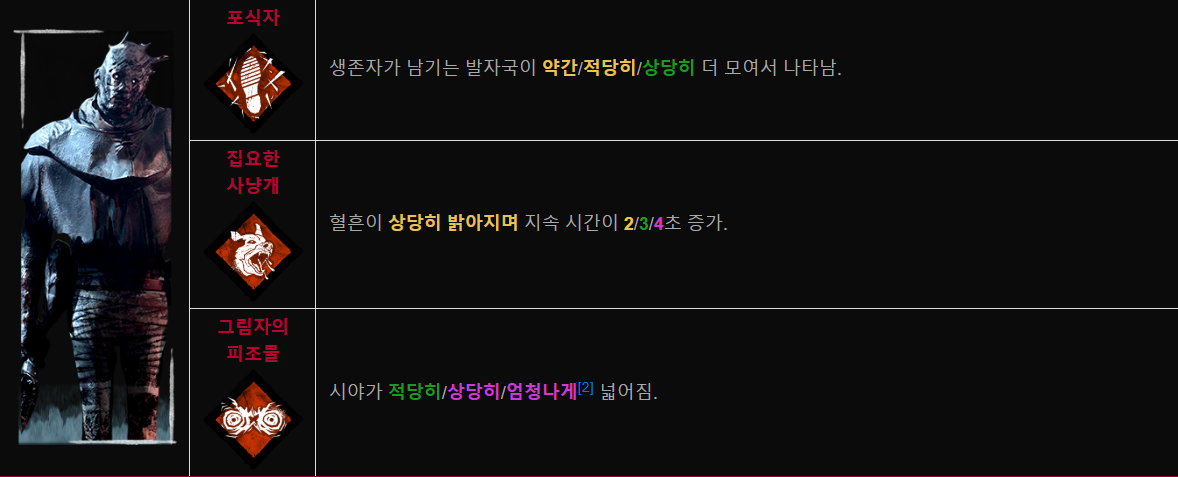 포식자
생존자가 남기는 발자국이 약간/적당히/상당히 더 모여서 나타남.
집요한
사냥개
혈흔이 상당히 밝아지며 지속 시간이 2/3/4초 증가.
그림자의
피조물
시야가 적당히/상당히/엄청나게[2] 넓어짐.